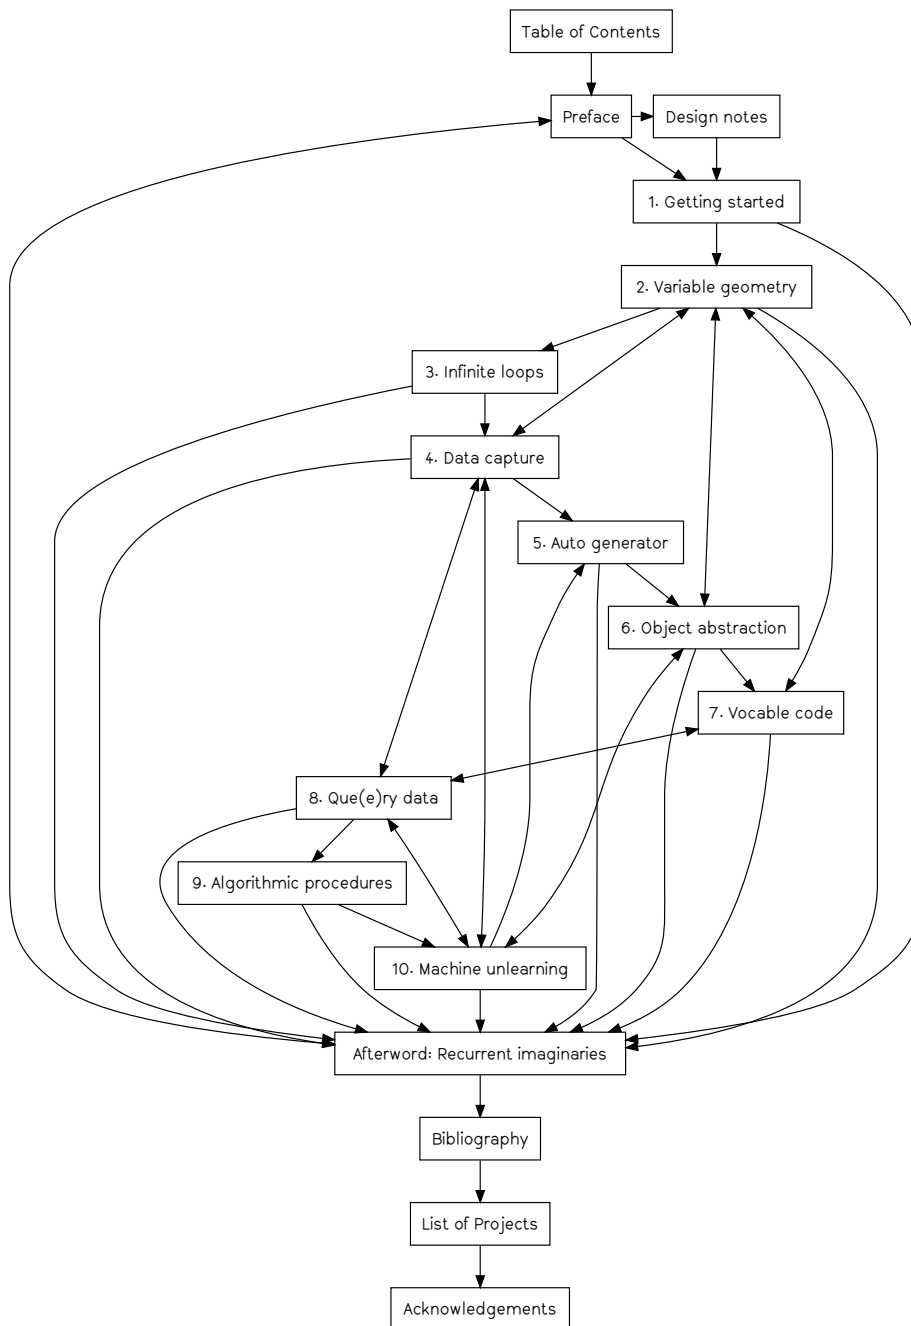 Table of Contents
Preface
Design notes
1. Getting started
2. Variable geometry
3. Infinite loops
4. Data capture
5. Auto generator
6. Object abstraction
7. Vocable code
8. Que(e)ry data
9. Algorithmic procedures
10. Machine unlearning
Afterword: Recurrent imaginaries
Bibliography
List of Projects
Acknowledgements